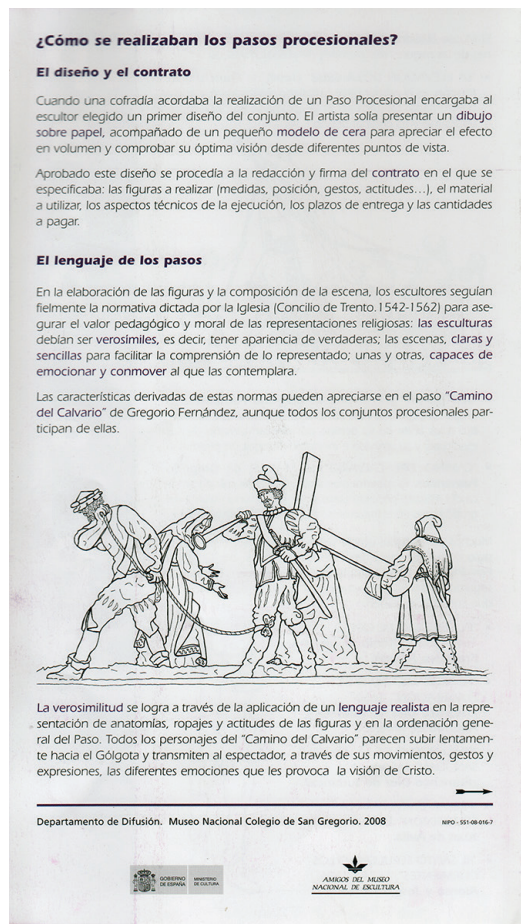 ¿Cómo se realizaban los pasos procesionales?
El diseño y el contrato
Cuando una cofradía acordaba la realización de un Paso Procesional encargaba al
escultor elegido un primer diseño del conjunto. El artista solía presentar un dibujo
sobre papel, acompañado de un pequeño modelo de cera para apreciar el efecto
en volumen y comprobar su óptima visión desde diferentes puntos de vista.
Aprobado este diseño se procedía a la redacción y firma del contrato en el que se
especificaba: las figuras a realizar (medidas, posición, gestos, actitudes...), el material
a utilizar, los aspectos técnicos de la ejecución, los plazos de entrega y las cantidades
a pagar.
El lenguaje de los pasos
En la elaboración de las figuras y la composición de la escena, los escultores seguían
fielmente la normativa dictada por la Iglesia (Concilio de Trento.1542-1562) para ase-
gurar el valor pedagógico y moral de las representaciones religiosas: las esculturas
debían ser verosímiles, es decir, tener apariencia de verdaderas; las escenas, claras y
sencillas para facilitar la comprensión de lo representado; unas y otras, capaces de
emocionar y conmover al que las contemplara.
Las características derivadas de estas normas pueden apreciarse en el paso "Camino
del Calvario" de Gregorio Fernández, aunque todos los conjuntos procesionales par-
ticipan de ellas.
La verosimilitud se logra a través de la aplicación de un lenguaje realista en la repre-
sentación de anatomías, ropajes y actitudes de las figuras y en la ordenación gene-
ral del Paso. Todos los personajes del "Camino del Calvario" parecen subir lentamen-
te hacia el Gólgota y transmiten al espectador, a través de sus movimientos, gestos y
expresiones, las diferentes emociones que les provoca la visión de Cristo.
Departamento de Difusión. Museo Nacional Colegio de San Gregorio. 2008
NIPO - 551-08-016-7
GOBIERNO
DE ESPAÑA
MINISTERIO
DE CULTURA
AMIGOS DEL MUSEO
NACIONAL DE ESCULTURA